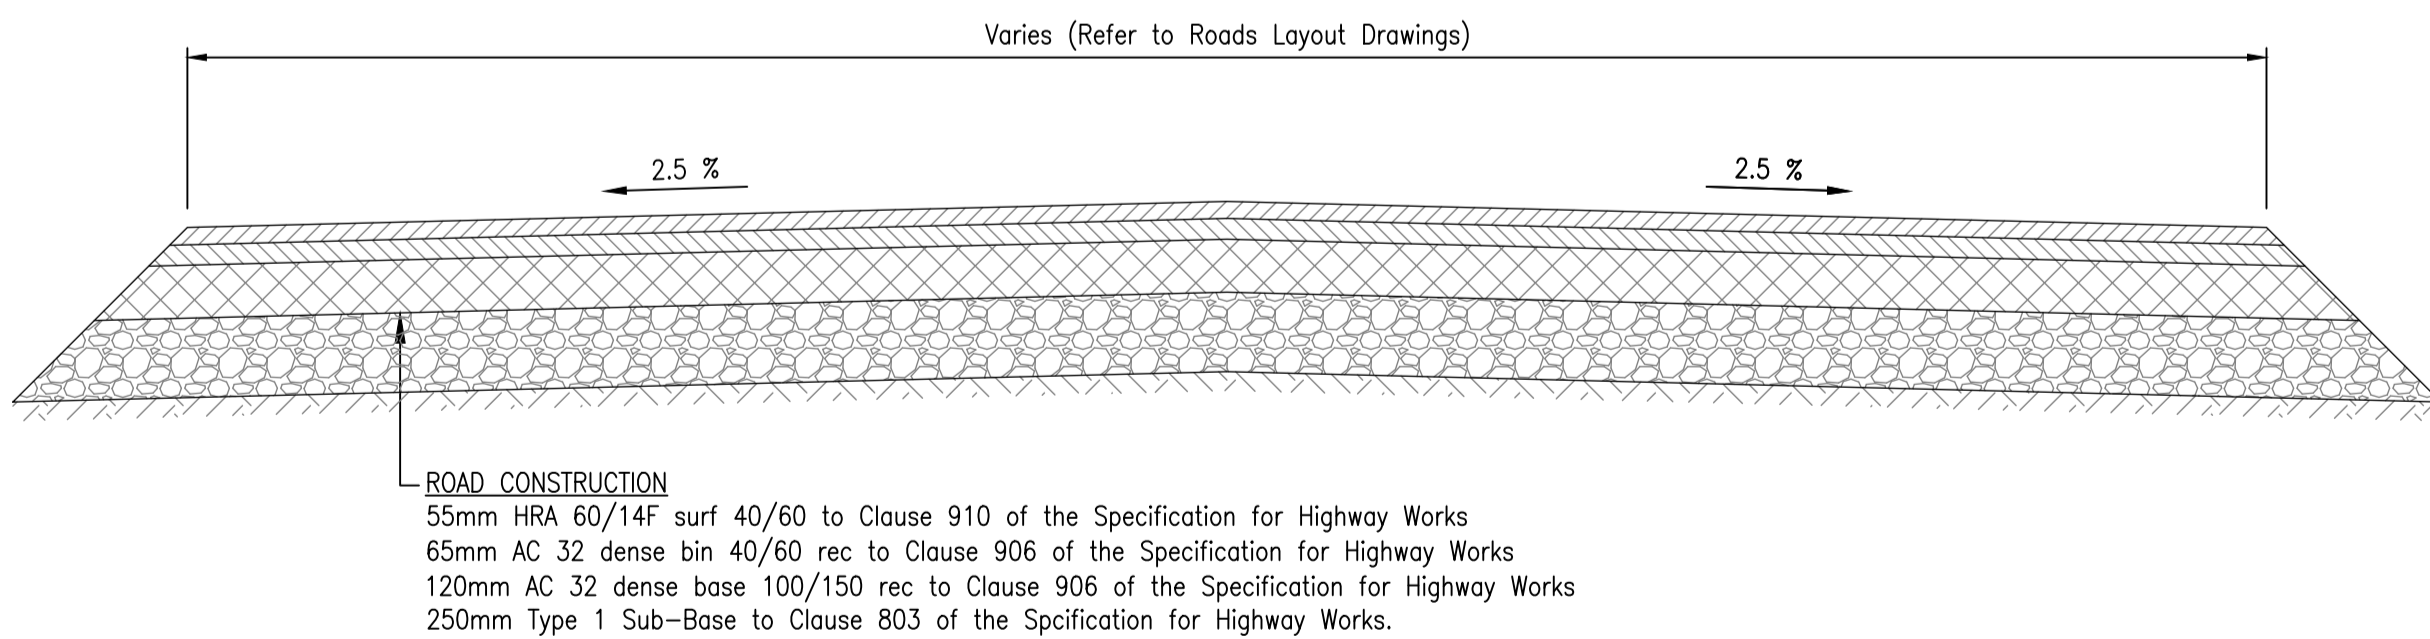 Varies (Refer to Roads Layout Drawings)
2.5 %
2.5 %
ROAD CONSTRUCTION
55mm HRA 60/14F surf 40/60 to Clause 910 of the Specification for Highway Works
65mm AC 32 dense bin 40/60 rec to Clause 906 of the Specification for Highway Works
120mm AC 32 dense base 100/150 rec to Clause 906 of the Specification for Highway Works
250mm Type 1 Sub-Base to Clause 803 of the Spcification for Highway Works.